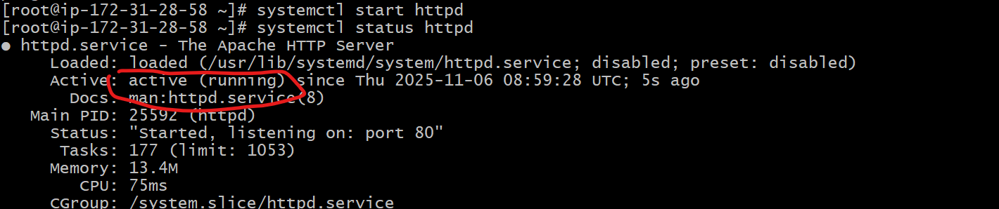 [root@ip-172-31-28-58 ~]# systemctl start httpd
[root@ip-172-31-28-58 ~]# systemctl status httpd
● httpd.service - The Apache HTTP Server
Loaded: loaded (/usr/lib/systemd/system/httpd.service; disabled; preset: disabled)
Active: active (running) since Thu 2025-11-06 08:59:28 UTC; 5s ago
Docs: man:httpd.service(8)
Main PID: 25592 (httpd)
Status: "Started, listening on: port 80"
Tasks: 177 (limit: 1053)
Memory: 13.4M
CPU: 75ms
CGroup: /system.slice/httpd.service